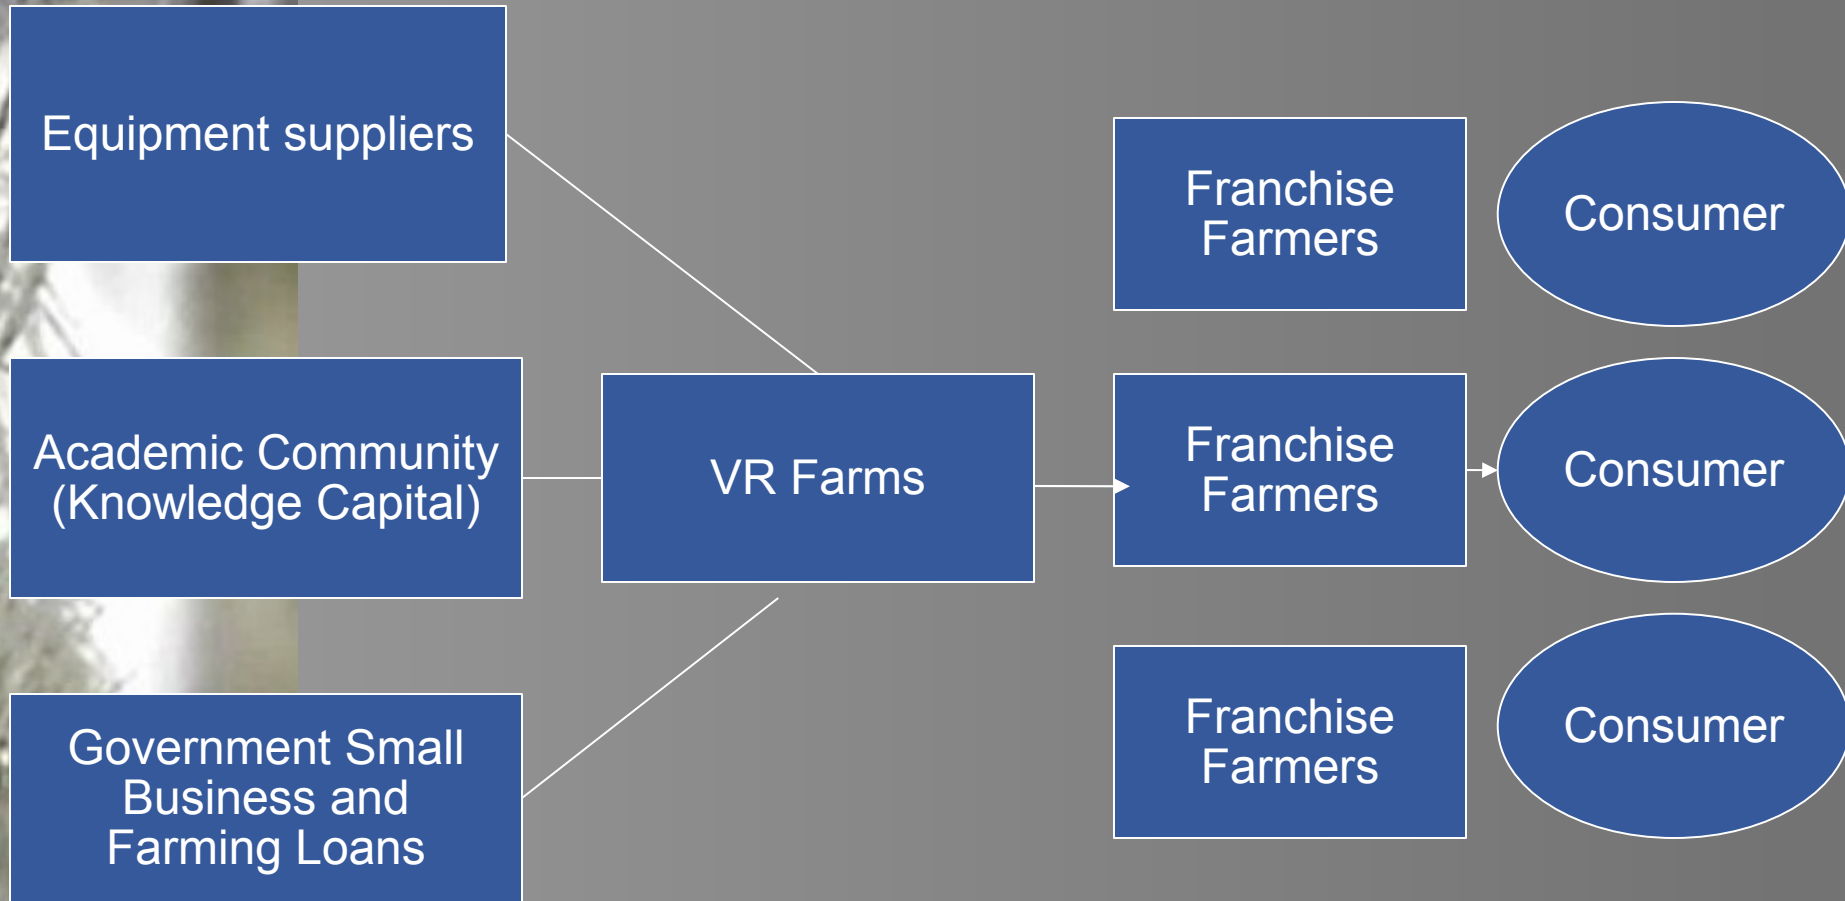 Equipment suppliers
Academic Community
(Knowledge Capital)
Government Small
Business and
Farming Loans
VR Farms
Franchise
Farmers
Franchise
Farmers
Franchise
Farmers
Consumer
Consumer
Consumer